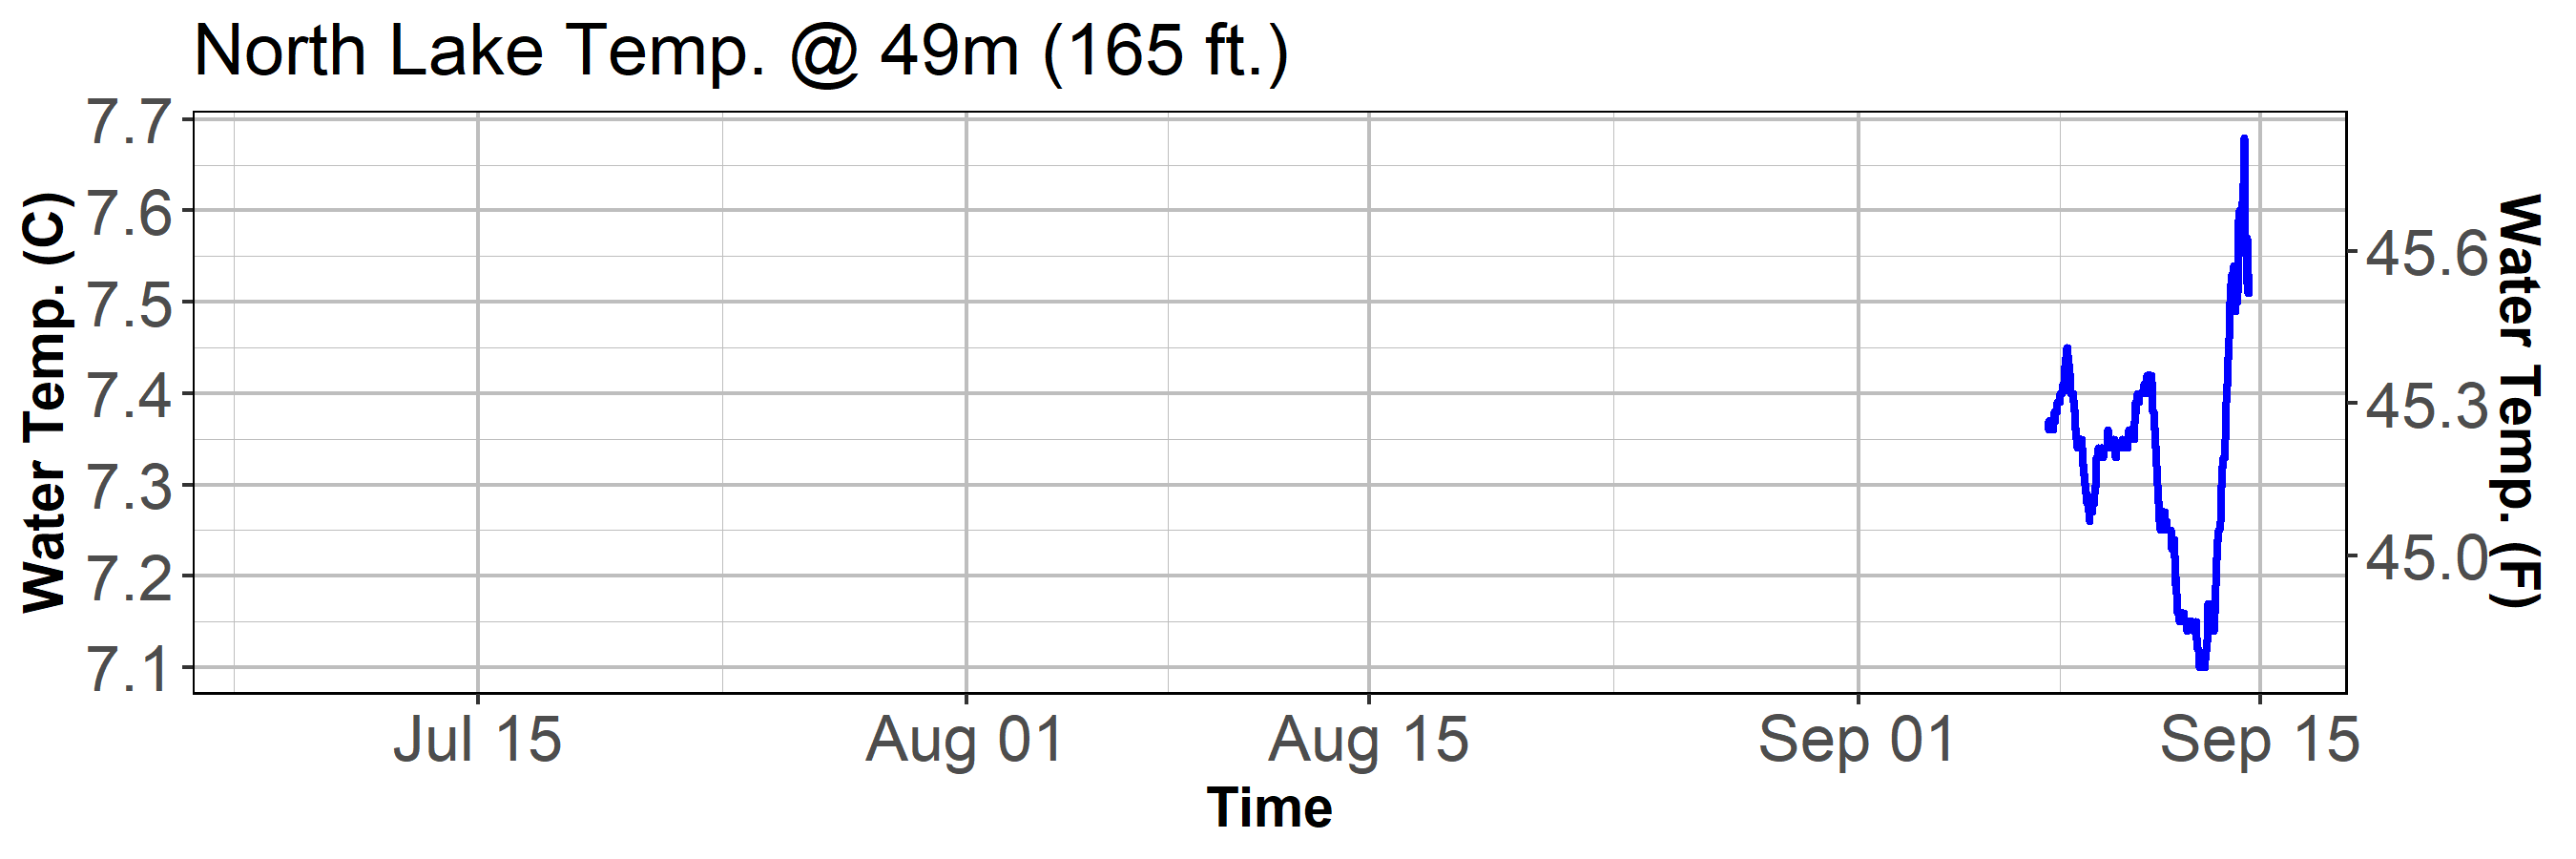 North Lake Temp. @ 49m (165 ft.)
Water Temp. (C)
7.7
7.6
7.5
7.4
7.3
7.2
7.1
45.6
45.3
45.0
Water Temp. (F)
Jul 15 Aug 01 Aug 15 Sep 01 Sep 15
Time